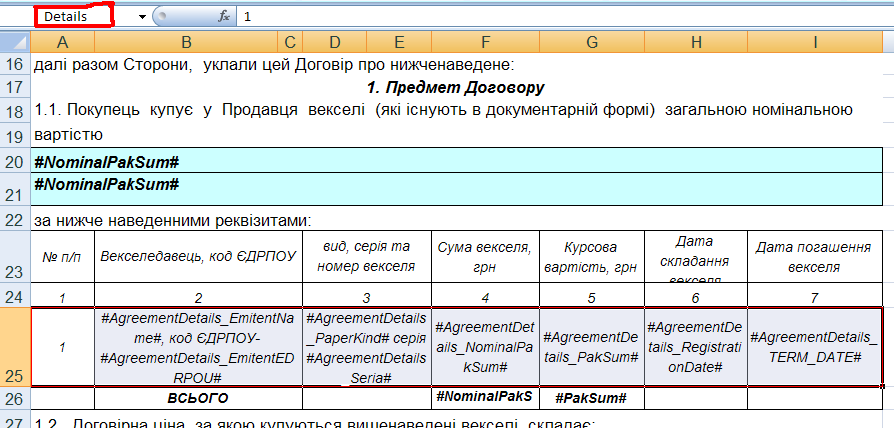 Details
fx 1
A B C D E F G H I
16 далі разом Сторони, уклали цей Договір про нижченаведене:
17 1. Предмет Договору
18 1.1. Покупець купує у Продавця векселі (які існують в документарній формі) загальною номінальною
19 вартістю
20 #NominalPakSum#
21 #NominalPakSum#
22 за нижче наведенними реквізитами:
23 № п/п Векселедавець, код ЄДРПОУ вид, серія та номер векселя Сума векселя, грн Курсова вартість, грн Дата складання векселя Дата погашення векселя
24 1 2 3 4 5 6 7
25 1 #AgreementDetails_EmitentName#, код ЄДРПОУ- #AgreementDetails_EmitentEDRPOU# #AgreementDetails_PaperKind# серія #AgreementDetails_Seria# #AgreementDetails_NominalPakSum# #AgreementDetails_PakSum# #AgreementDetails_RegistrationDate# #AgreementDetails_TERM_DATE#
26 ВСЬОГО #NominalPakS #PakSum#
27 1.2. Договірна ціна, за якою купуються вищенаведені векселі, складає: